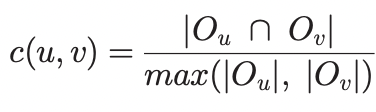 c(u, v) = |O_u ∩ O_v| / max(|O_u|, |O_v|)